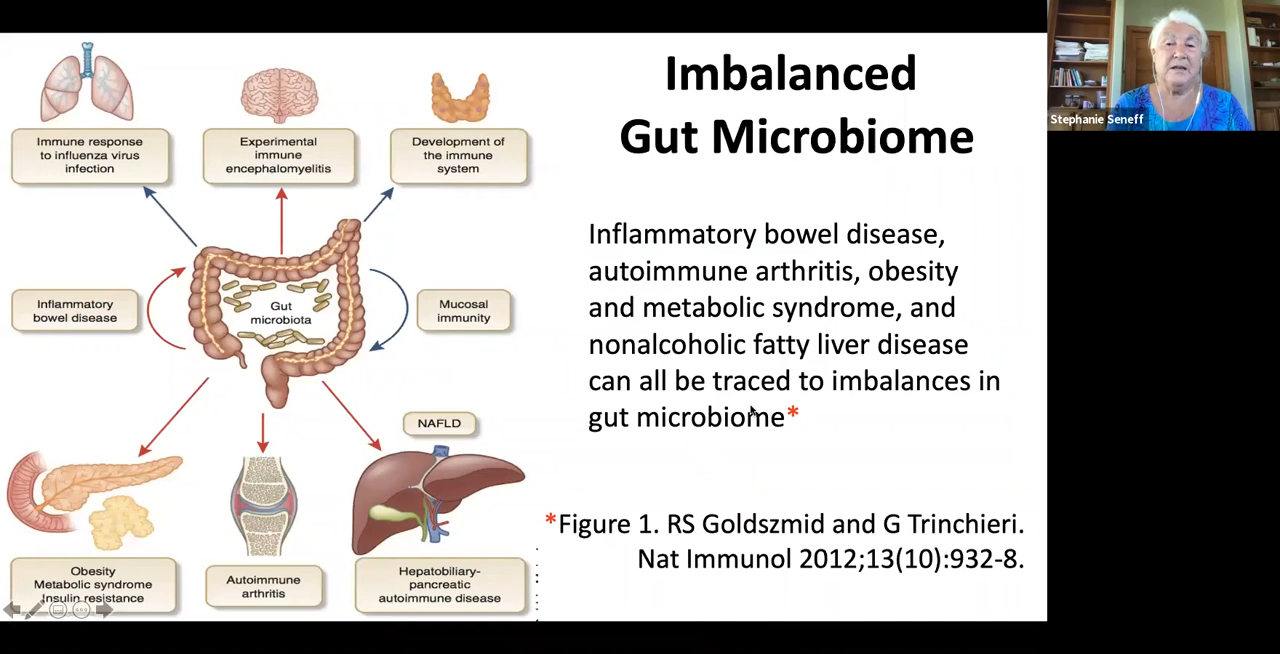 Imbalanced
Gut Microbiome
Immune response
to influenza virus
infection
Experimental
immune
encephalomyelitis
Development of
the immune
system
Inflammatory
bowel disease
Gut
microbiota
Mucosal
immunity
NAFLD
Obesity
Metabolic syndrome
Insulin resistance
Autoimmune
arthritis
Hepatobiliary-
pancreatic
autoimmune disease
Inflammatory bowel disease,
autoimmune arthritis, obesity
and metabolic syndrome, and
nonalcoholic fatty liver disease
can all be traced to imbalances in
gut microbiome*
*Figure 1. RS Goldszmid and G Trinchieri.
Nat Immunol 2012;13(10):932-8.
Stephanie Seneff